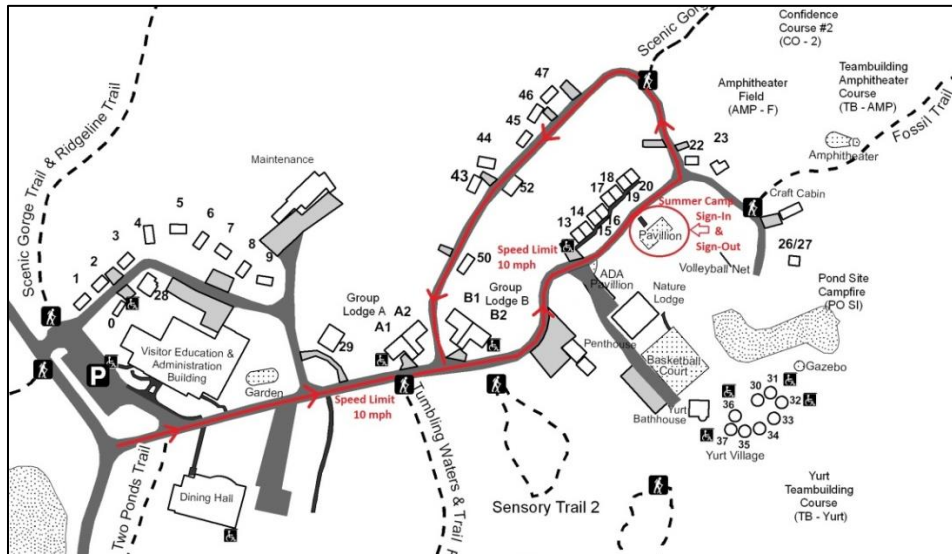 Scenic Gorge Trail & Ridgeline Trail
Scenic Gorge
Confidence
Course #2
(CO - 2)
Amphitheater
Field
(AMP - F)
Teambuilding
Amphitheater
Course
(TB - AMP)
Fossil Trail
Amphitheater
Maintenance
47
46
45
44
43
52
50
22
23
Craft Cabin
26/27
18
17
20
19
14
16
13
15
Summer Camp
Sign-In
&
Sign-Out
Pavillion
Volleyball Net
Speed Limit
10 mph
ADA
Pavillion
Nature
Lodge
Pond Site
Campfire
(PO SI)
Gazebo
5
4
6
3
7
2
8
1
9
28
0
Group
Lodge A
A2
A1
B1
Group
Lodge B
B2
29
Visitor Education &
Administration
Building
P
Garden
Speed Limit
10 mph
Penthouse
Basketball
Court
Yurt
Bathhouse
31
30
32
36
33
34
37
35
Yurt Village
Two Ponds Trail
Dining Hall
Tumbling Waters & Trail
Sensory Trail 2
Yurt
Teambuilding
Course
(TB - Yurt)